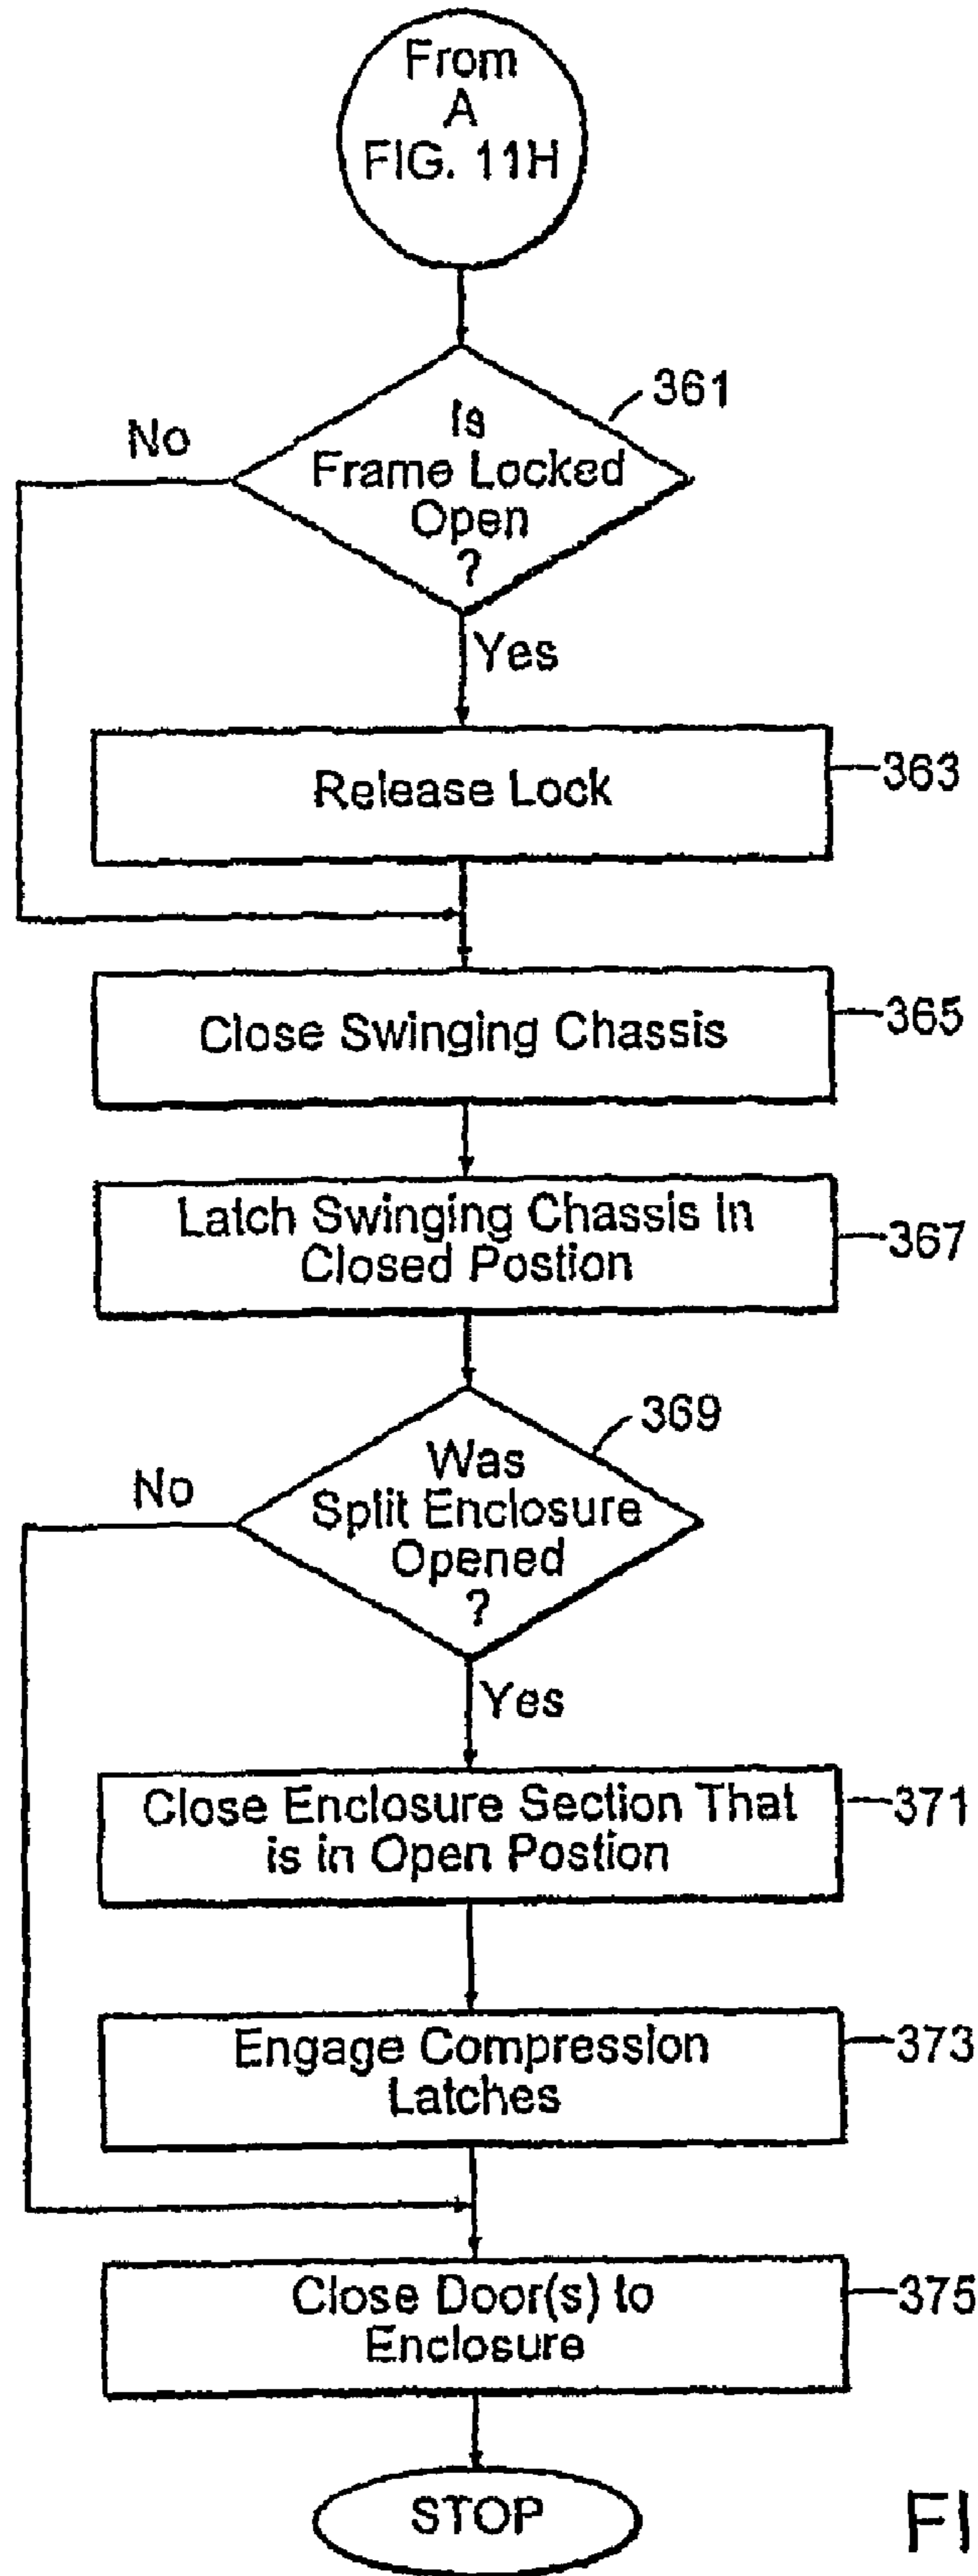 From
A
FIG. 11H
361
No
Is
Frame Locked
Open
?
Yes
Release Lock
363
Close Swinging Chassis
365
Latch Swinging Chassis In
Closed Postion
367
369
No
Was
Split Enclosure
Opened
?
Yes
Close Enclosure Section That
is in Open Postion
371
Engage Compression
Latches
373
Close Door(s) to
Enclosure
375
STOP
FI